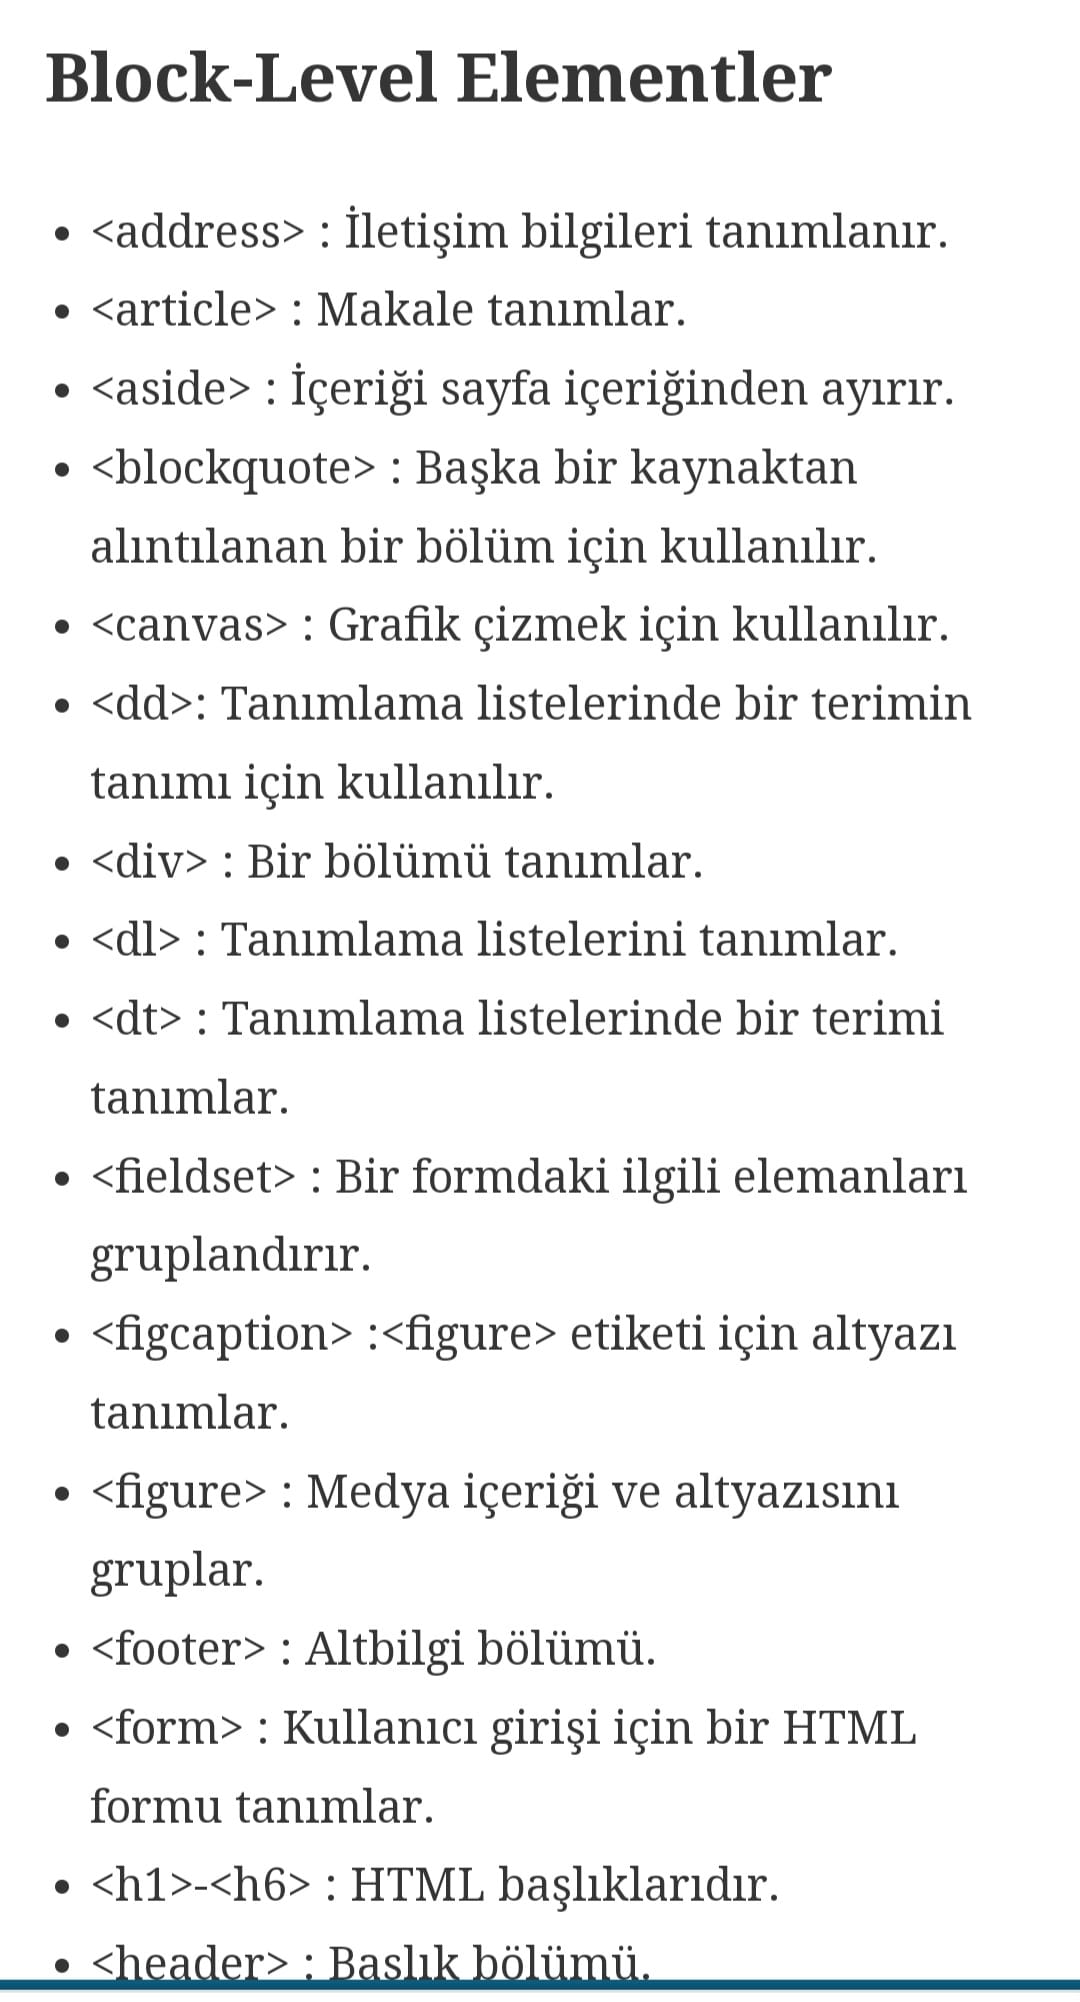 Block-Level Elementler
• <address> : İletişim bilgileri tanımlanır.
• <article> : Makale tanımlar.
• <aside> : İçeriği sayfa içeriğinden ayırır.
• <blockquote> : Başka bir kaynaktan
alıntılanan bir bölüm için kullanılır.
• <canvas> : Grafik çizmek için kullanılır.
• <dd>: Tanımlama listelerinde bir terimin
tanımı için kullanılır.
• <div> : Bir bölümü tanımlar.
• <dl> : Tanımlama listelerini tanımlar.
• <dt> : Tanımlama listelerinde bir terimi
tanımlar.
• <fieldset> : Bir formdaki ilgili elemanları
gruplandırır.
• <figcaption> :<figure> etiketi için altyazı
tanımlar.
• <figure> : Medya içeriği ve altyazısını
gruplar.
• <footer> : Altbilgi bölümü.
• <form> : Kullanıcı girişi için bir HTML
formu tanımlar.
• <h1>-<h6> : HTML başlıklarıdır.
• <header> : Başlık bölümü.